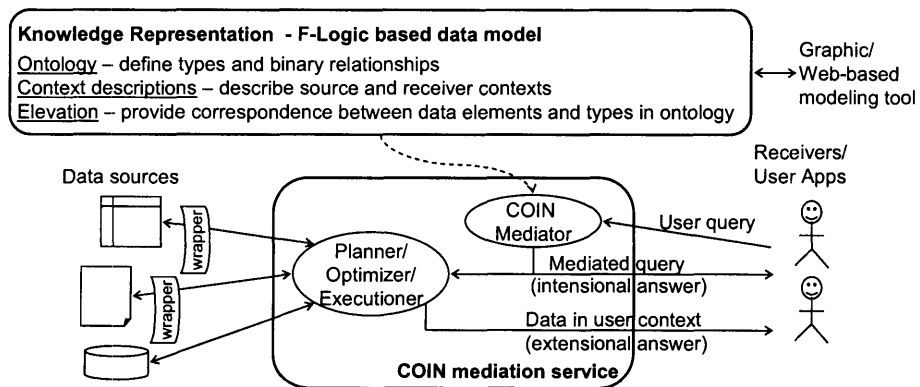 Knowledge Representation - F-Logic based data model
Ontology – define types and binary relationships
Context descriptions – describe source and receiver contexts
Elevation – provide correspondence between data elements and types in ontology
Graphic/
Web-based
modeling tool
Data sources
wrapper
wrapper
Planner/
Optimizer/
Executioner
COIN
Mediator
Receivers/
User Apps
User query
Mediated query
(intensional answer)
Data in user context
(extensional answer)
COIN mediation service